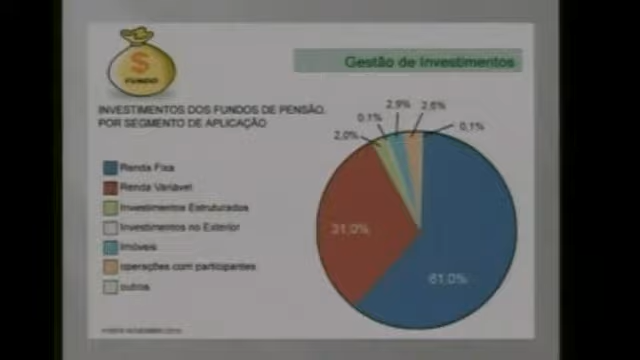 $
FUNDO
Gestão de Investimentos
INVESTIMENTOS DOS FUNDOS DE PENSÃO,
POR SEGMENTO DE APLICAÇÃO
Renda Fixa
Renda Variável
Investimentos Estruturados
Investimentos no Exterior
Imóveis
operações com participantes
outros
2,0%
0,1%
2,9%
2,6%
0,1%
31,0%
61,0%